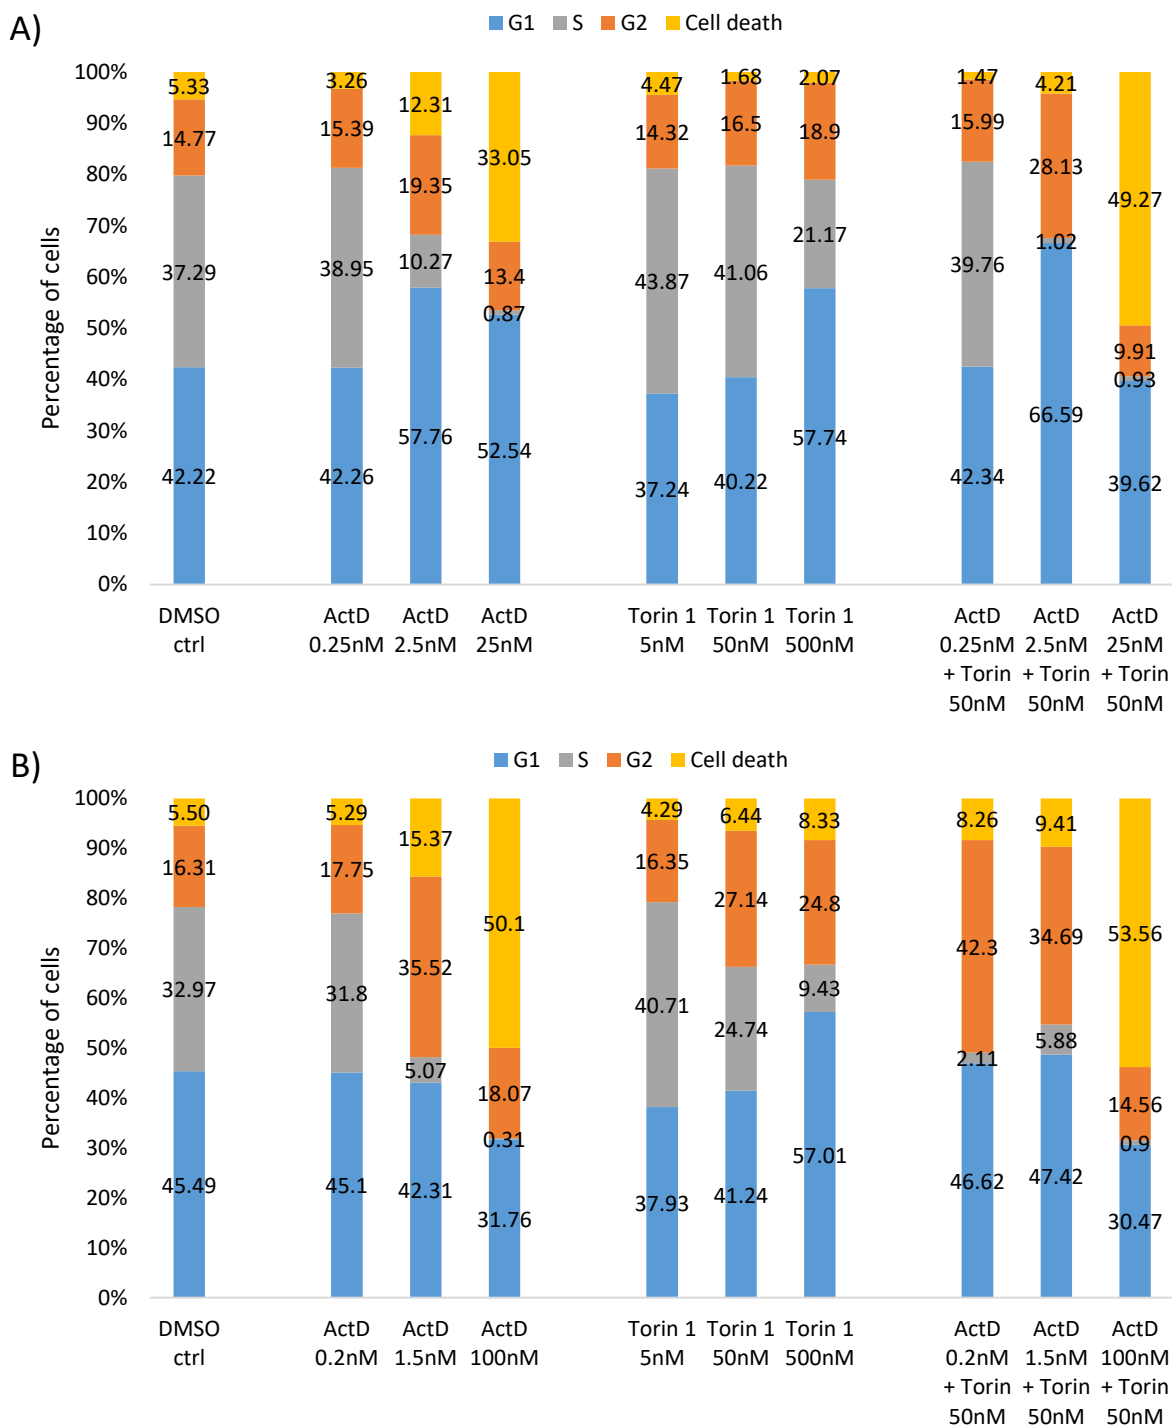 A)
G1 S G2 Cell death
100%
90%
80%
70%
60%
50%
40%
30%
20%
10%
0%
Percentage of cells
5.33 3.26 12.31 33.05 4.47 1.68 2.07 1.47 4.21 49.27
14.77 15.39 19.35 13.4 14.32 16.5 18.9 15.99 28.13 9.91
37.29 38.95 10.27 0.87 43.87 41.06 21.17 39.76 1.02 0.93
42.22 42.26 57.76 52.54 37.24 40.22 57.74 42.34 66.59 39.62
DMSO ActD ActD ActD Torin 1 Torin 1 Torin 1 ActD ActD ActD
ctrl 0.25nM 2.5nM 25nM 5nM 50nM 500nM 0.25nM 2.5nM 25nM
+ Torin + Torin + Torin
50nM 50nM 50nM
B)
G1 S G2 Cell death
100%
90%
80%
70%
60%
50%
40%
30%
20%
10%
0%
Percentage of cells
5.50 5.29 15.37 50.1 4.29 6.44 8.33 8.26 9.41 53.56
16.31 17.75 35.52 18.07 16.35 27.14 24.8 42.3 34.69 14.56
32.97 31.8 5.07 0.31 40.71 24.74 9.43 2.11 5.88 0.9
45.49 45.1 42.31 31.76 37.93 41.24 57.01 46.62 47.42 30.47
DMSO ActD ActD ActD Torin 1 Torin 1 Torin 1 ActD ActD ActD
ctrl 0.2nM 1.5nM 100nM 5nM 50nM 500nM 0.2nM 1.5nM 100nM
+ Torin + Torin + Torin
50nM 50nM 50nM